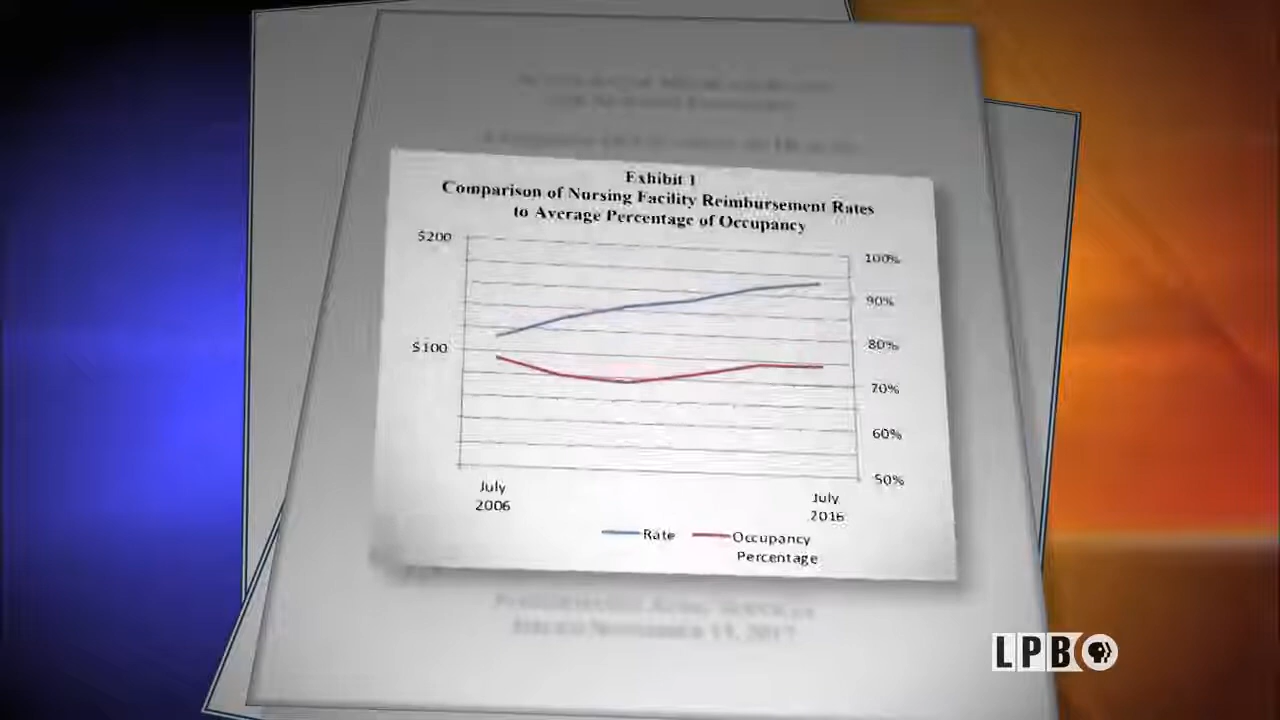 Exhibit 1
Comparison of Nursing Facility Reimbursement Rates
to Average Percentage of Occupancy
$200
$100
100%
90%
80%
70%
60%
50%
July
2006
July
2016
Rate
Occupancy
Percentage
LPB